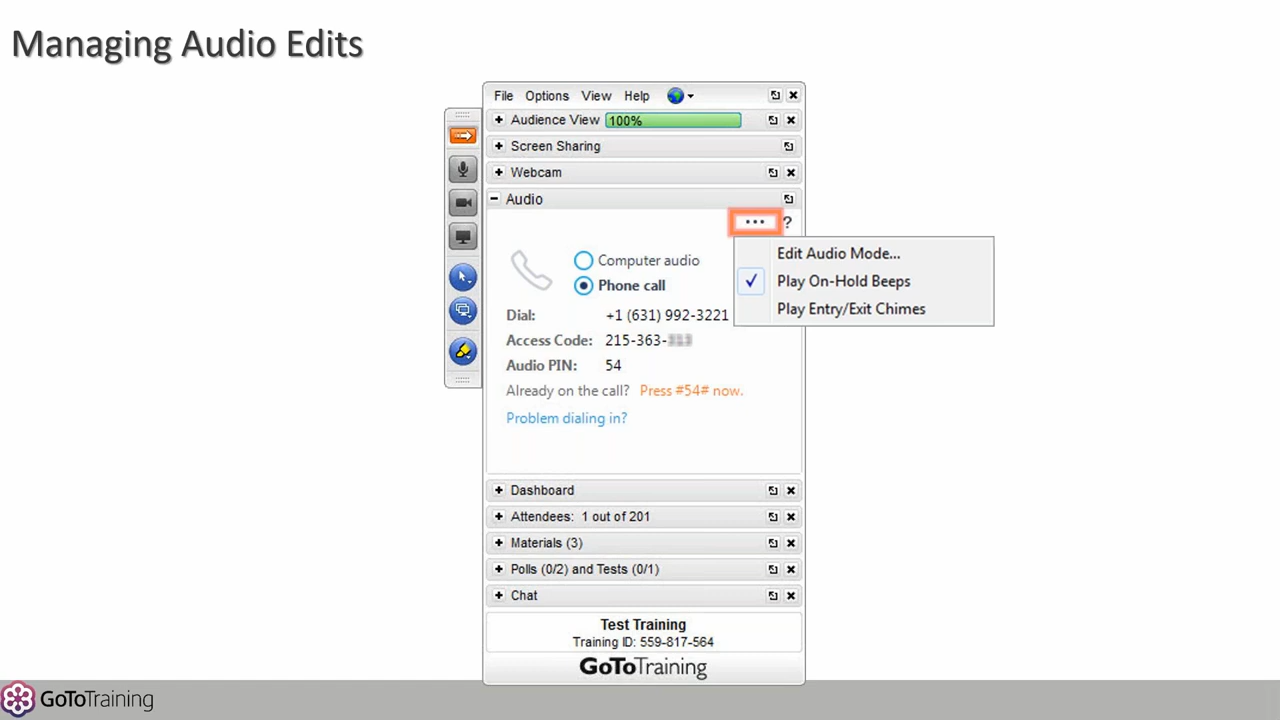 Managing Audio Edits
File Options View Help
Audience View 100%
Screen Sharing
Webcam
Audio
... ?
Edit Audio Mode...
Computer audio
Play On-Hold Beeps
Phone call
Play Entry/Exit Chimes
Dial: +1 (631) 992-3221
Access Code: 215-363-
Audio PIN: 54
Already on the call? Press #54# now.
Problem dialing in?
Dashboard
Attendees: 1 out of 201
Materials (3)
Polls (0/2) and Tests (0/1)
Chat
Test Training
Training ID: 559-817-564
GoToTraining
GoToTraining